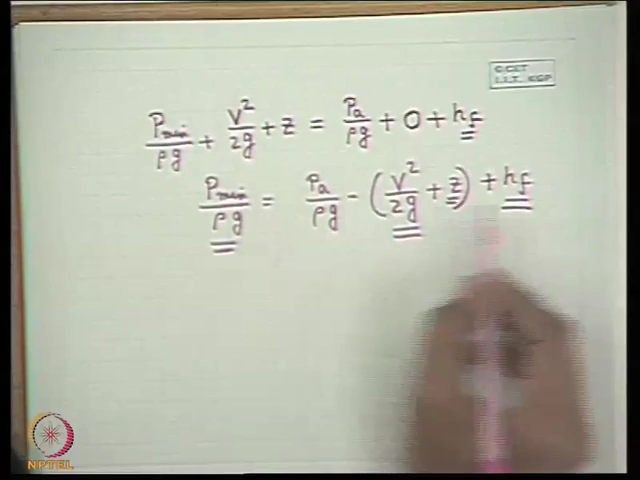 ©CET
I.I.T. KGP
P_min/ρg + V²/2g + z = P_a/ρg + 0 + h_f
P_min/ρg = P_a/ρg - (V²/2g + z) + h_f
NPTEL